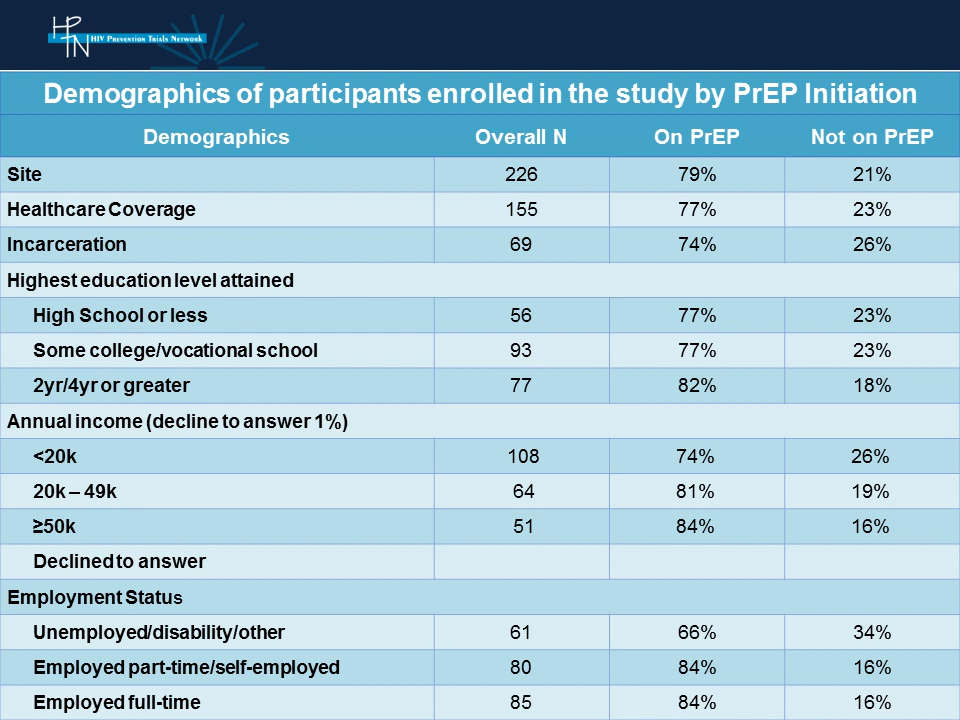 HPTN HIV Prevention Trials Network
Demographics of participants enrolled in the study by PrEP Initiation
Demographics Overall N On PrEP Not on PrEP
Site 226 79% 21%
Healthcare Coverage 155 77% 23%
Incarceration 69 74% 26%
Highest education level attained
High School or less 56 77% 23%
Some college/vocational school 93 77% 23%
2yr/4yr or greater 77 82% 18%
Annual income (decline to answer 1%)
<20k 108 74% 26%
20k – 49k 64 81% 19%
≥50k 51 84% 16%
Declined to answer
Employment Status
Unemployed/disability/other 61 66% 34%
Employed part-time/self-employed 80 84% 16%
Employed full-time 85 84% 16%